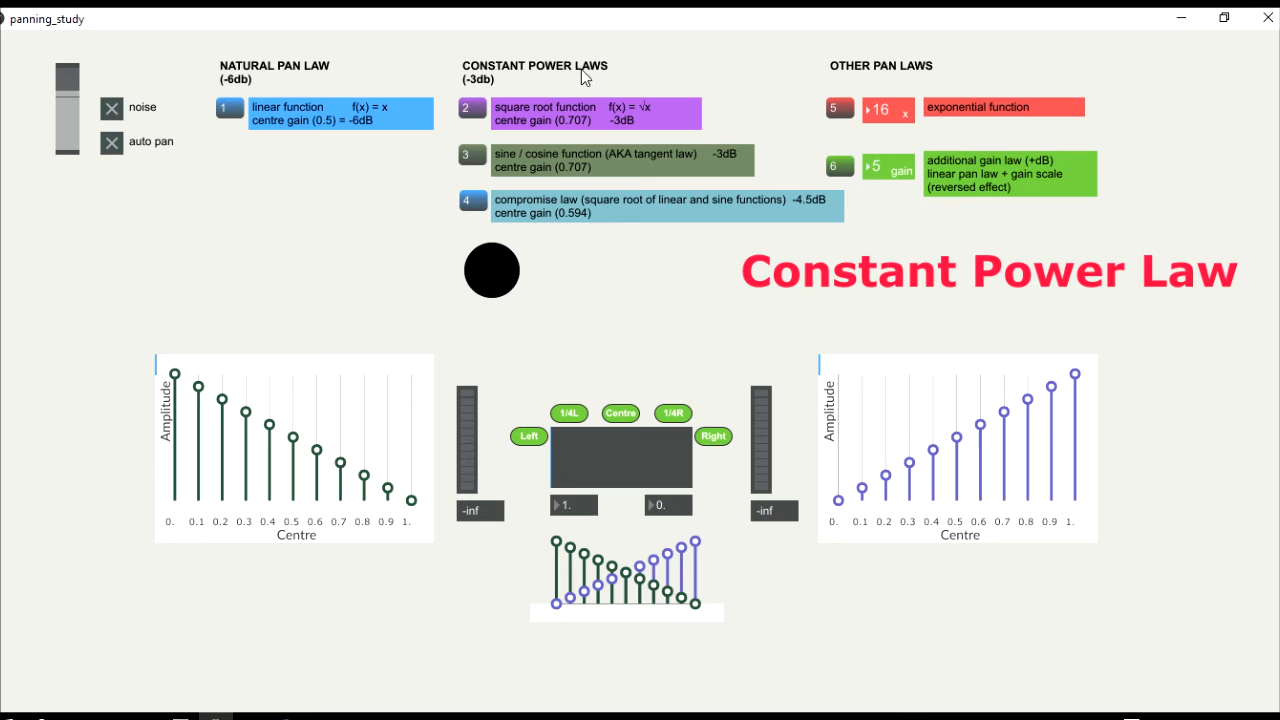 panning_study
NATURAL PAN LAW
(-6db)
CONSTANT POWER LAWS
(-3db)
OTHER PAN LAWS
noise
auto pan
1
linear function f(x) = x
centre gain (0.5) = -6dB
2
square root function f(x) = √x
centre gain (0.707) -3dB
3
sine / cosine function (AKA tangent law) -3dB
centre gain (0.707)
4
compromise law (square root of linear and sine functions) -4.5dB
centre gain (0.594)
5
16 x
exponential function
6
5 gain
additional gain law (+dB)
linear pan law + gain scale
(reversed effect)
Constant Power Law
Amplitude
0. 0.1 0.2 0.3 0.4 0.5 0.6 0.7 0.8 0.9 1.
Centre
-inf
1/4L
Centre
1/4R
Left
Right
1.
0.
-inf
Amplitude
0. 0.1 0.2 0.3 0.4 0.5 0.6 0.7 0.8 0.9 1.
Centre